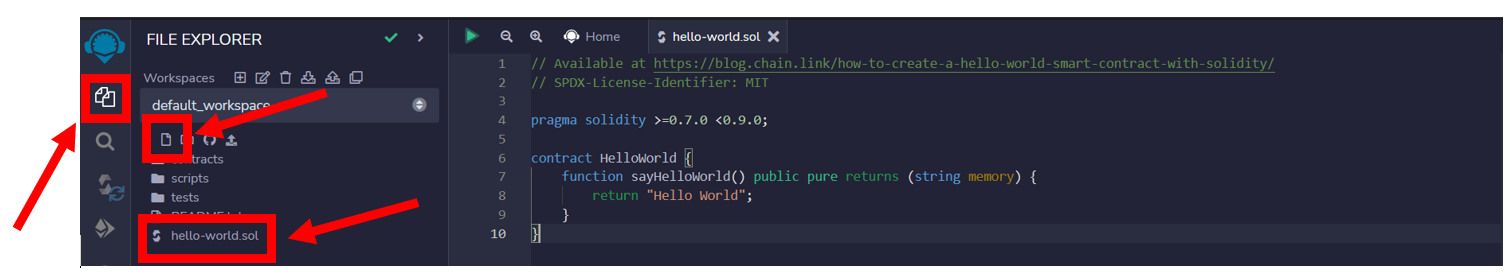 FILE EXPLORER
Workspaces
default_workspace
contracts
scripts
tests
hello-world.sol
Home
hello-world.sol
1 // Available at https://blog.chain.link/how-to-create-a-hello-world-smart-contract-with-solidity/
2 // SPDX-License-Identifier: MIT
3
4 pragma solidity >=0.7.0 <0.9.0;
5
6 contract HelloWorld {
7 function sayHelloWorld() public pure returns (string memory) {
8 return "Hello World";
9 }
10 }